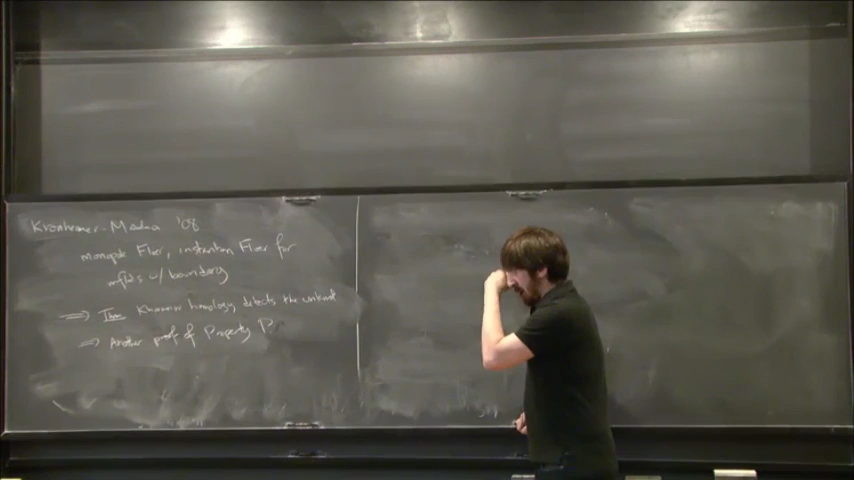 Kronheimer-Mrowka '08
monopole Floer, instanton Floer for
mflds w/ boundary
⇒ Thm Khovanov homology detects the unknot
⇒ Another proof of Property P.